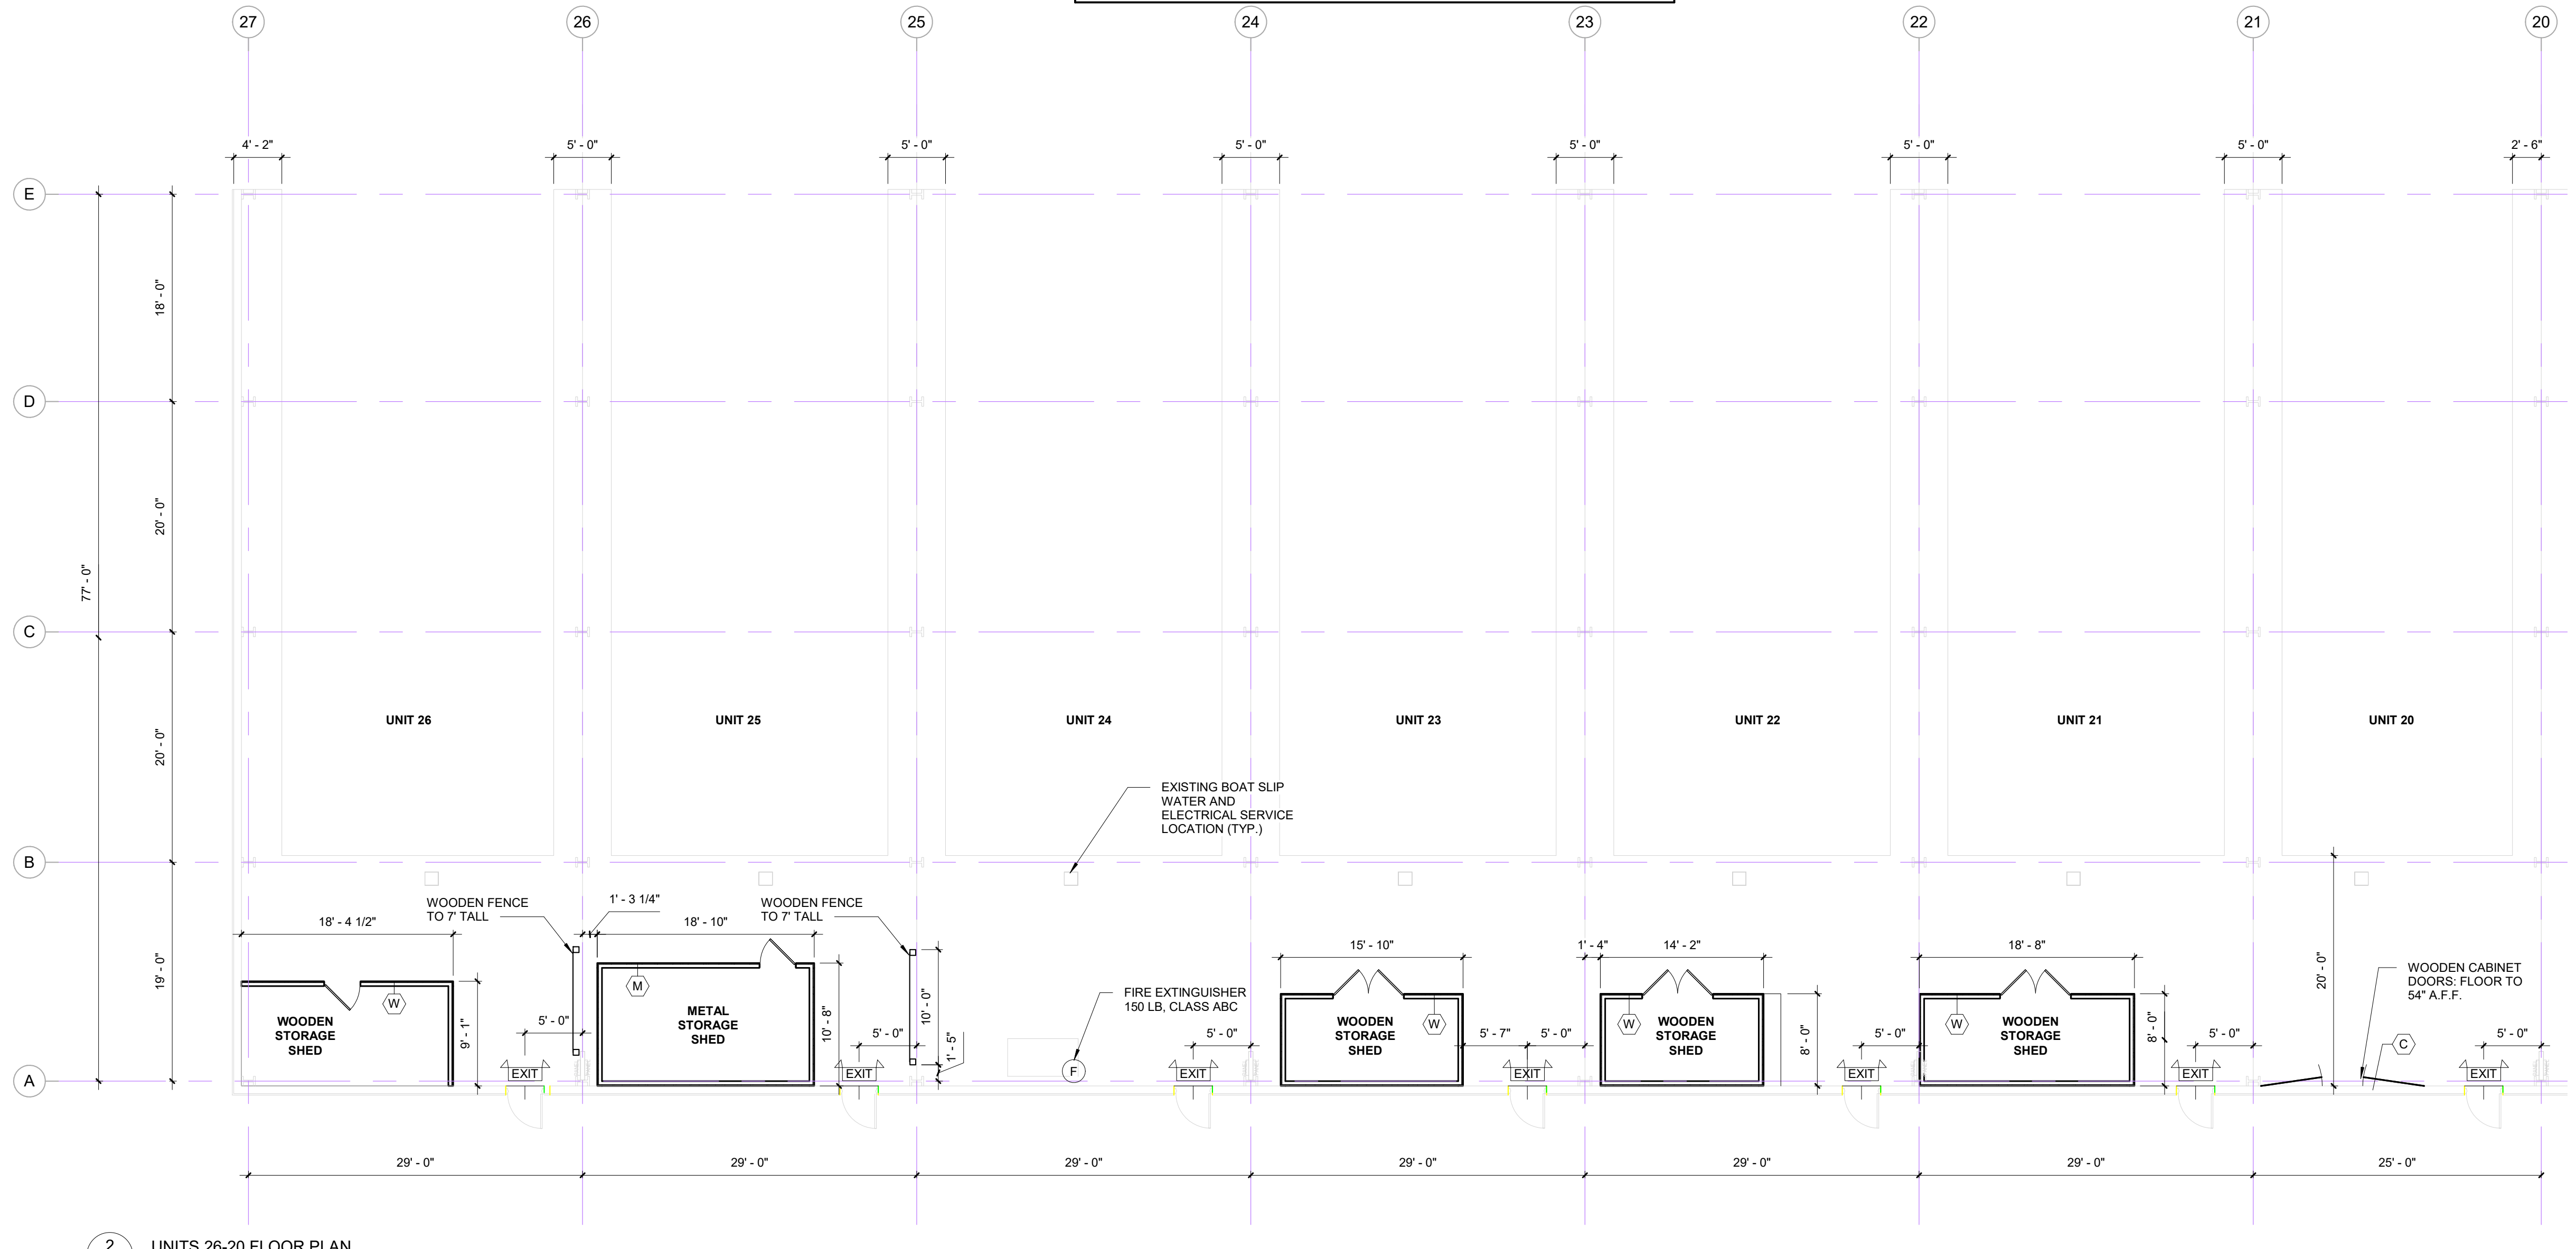 27 26 25 24 23 22 21 20
4' - 2" 5' - 0" 5' - 0" 5' - 0" 5' - 0" 5' - 0" 5' - 0" 2' - 6"
E
18' - 0"
D
20' - 0"
77' - 0"
C
UNIT 26 UNIT 25 UNIT 24 UNIT 23 UNIT 22 UNIT 21 UNIT 20
20' - 0"
EXISTING BOAT SLIP
WATER AND
ELECTRICAL SERVICE
LOCATION (TYP.)
B
19' - 0"
18' - 4 1/2"
WOODEN FENCE
TO 7' TALL
1' - 3 1/4"
18' - 10"
WOODEN FENCE
TO 7' TALL
15' - 10"
1' - 4"
14' - 2"
18' - 8"
20' - 0"
WOODEN CABINET
DOORS: FLOOR TO
54" A.F.F.
W
WOODEN
STORAGE
SHED
9' - 1"
5' - 0"
M
METAL
STORAGE
SHED
10' - 8"
5' - 0"
10' - 0"
1' - 5"
FIRE EXTINGUISHER
150 LB, CLASS ABC
F
5' - 0"
WOODEN
STORAGE
SHED
W
5' - 7"
5' - 0"
W
WOODEN
STORAGE
SHED
8' - 0"
5' - 0"
W
WOODEN
STORAGE
SHED
8' - 0"
5' - 0"
C
5' - 0"
A
EXIT EXIT EXIT EXIT EXIT EXIT EXIT
29' - 0" 29' - 0" 29' - 0" 29' - 0" 29' - 0" 29' - 0" 25' - 0"
2
UNITS 26-20 FLOOR PLAN